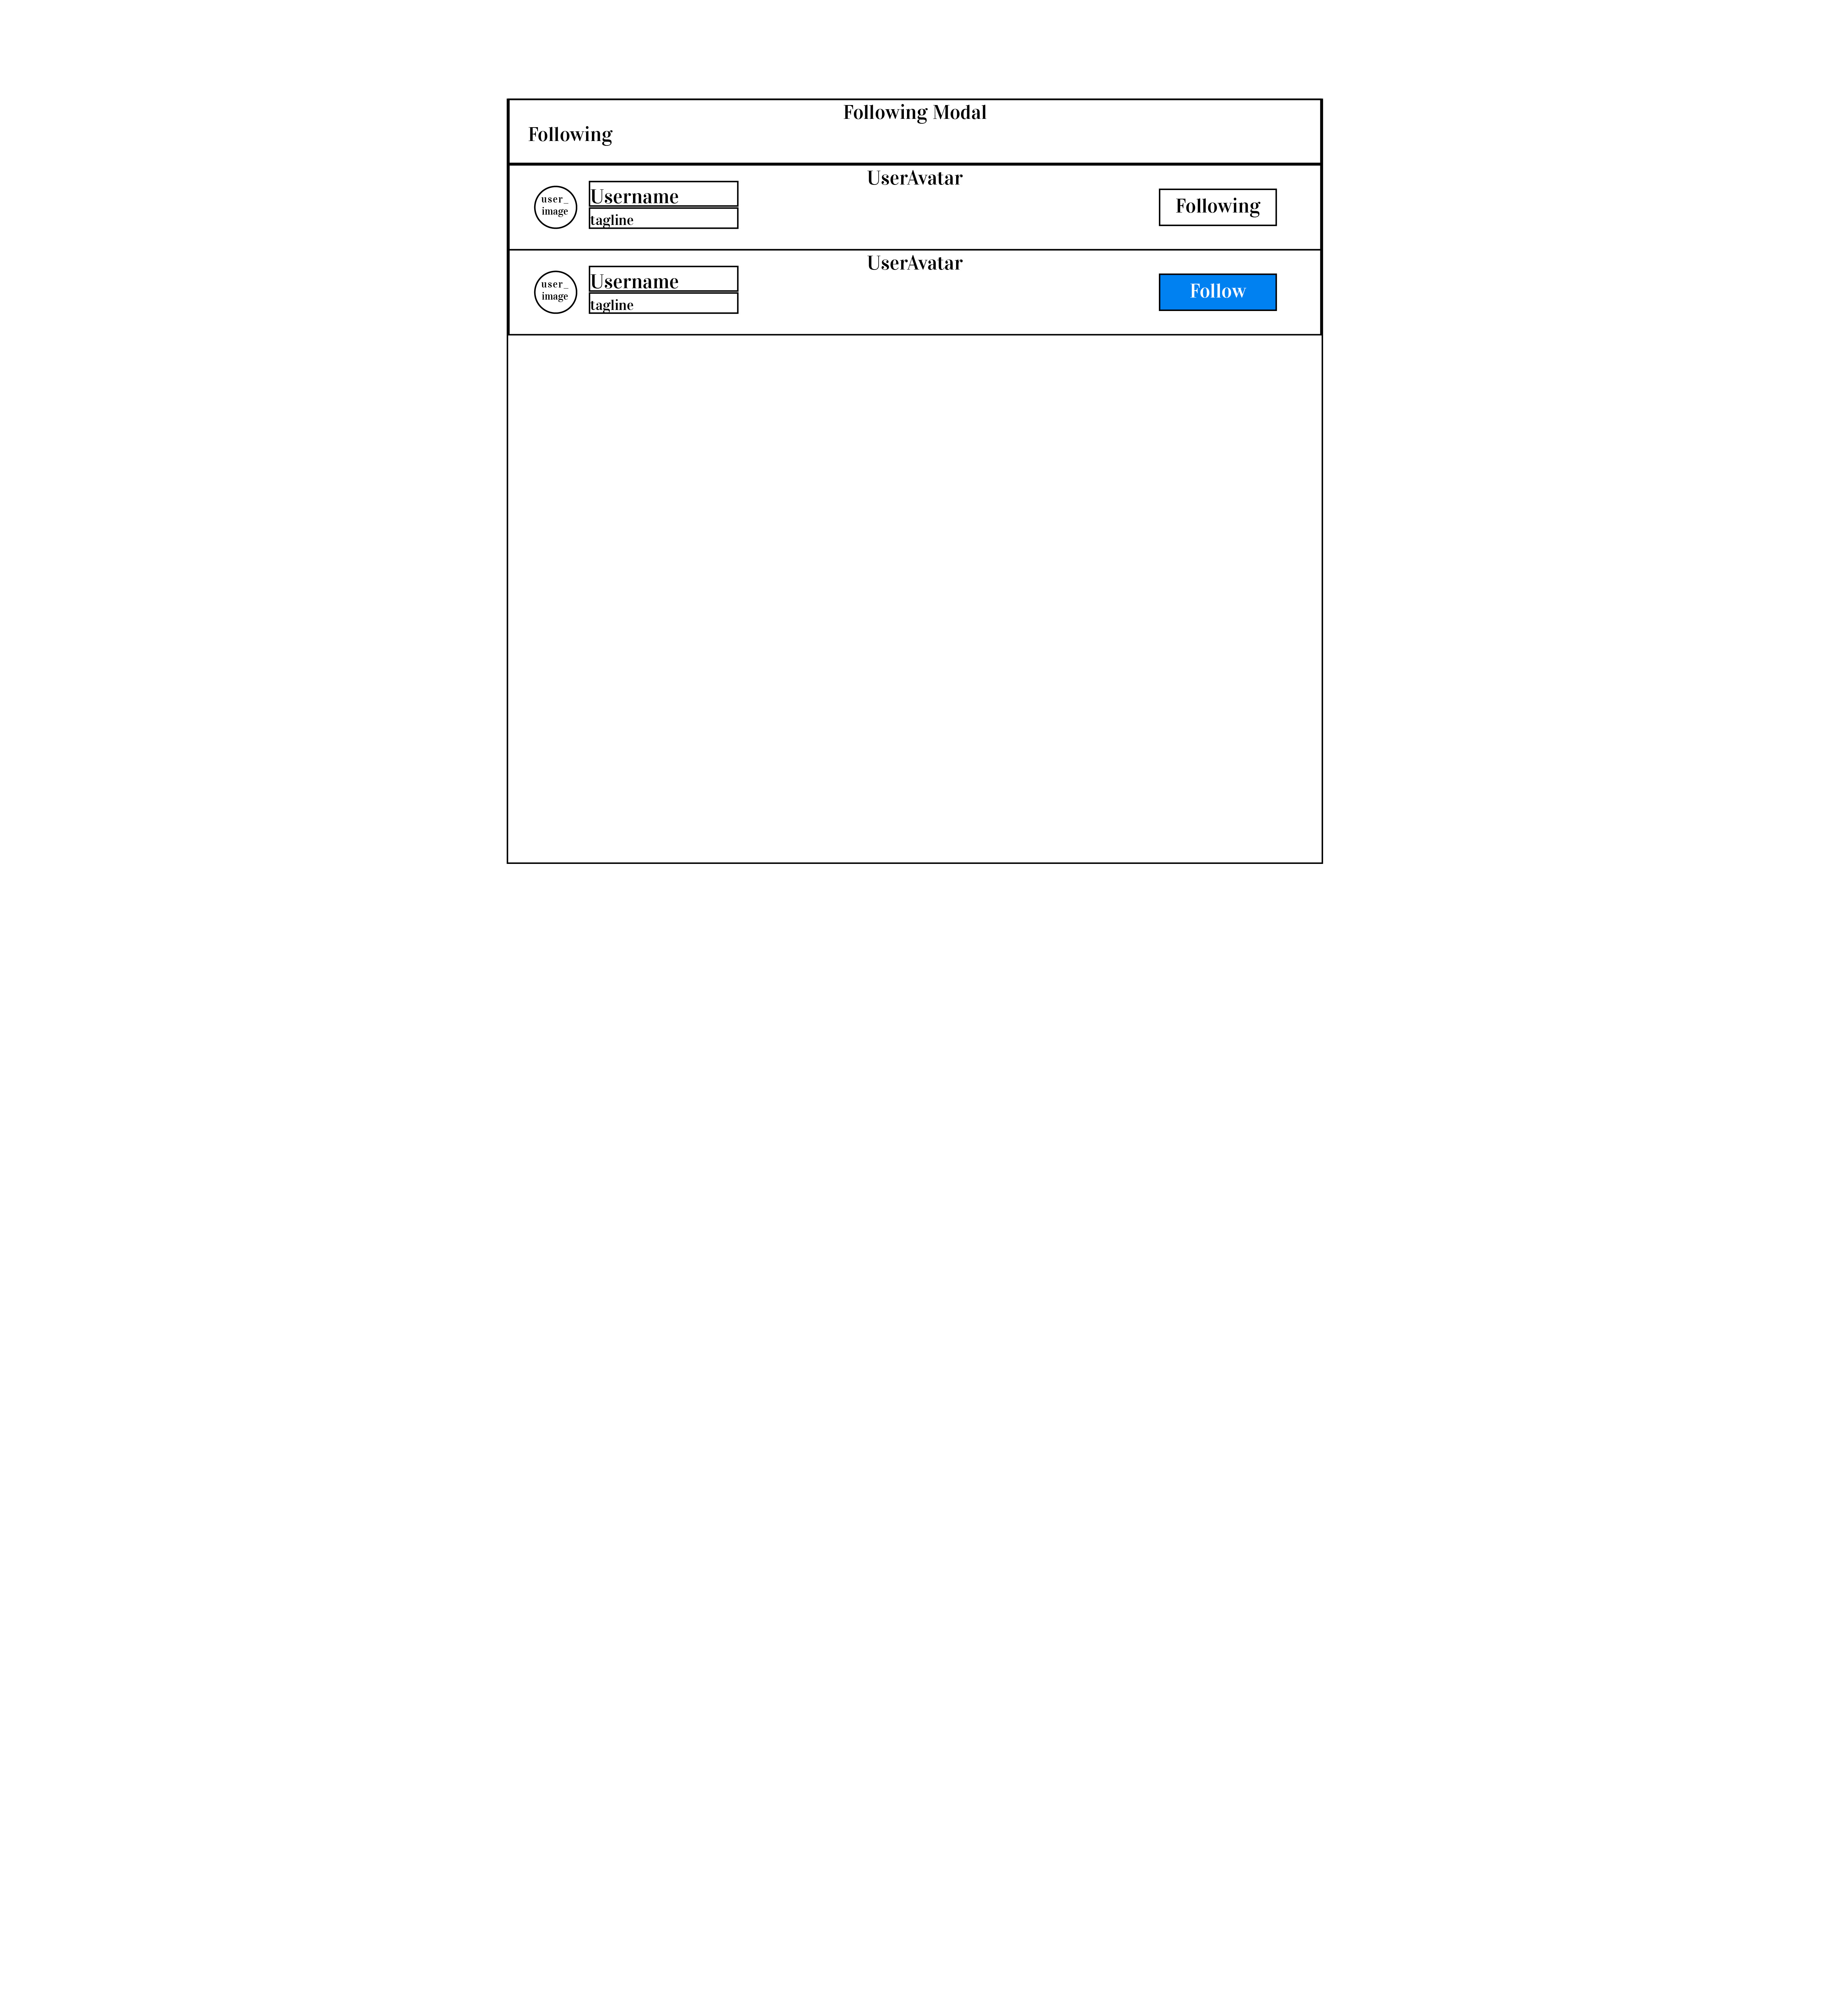 Following Modal
Following
UserAvatar
user_
image
Username
tagline
Following
UserAvatar
user_
image
Username
tagline
Follow